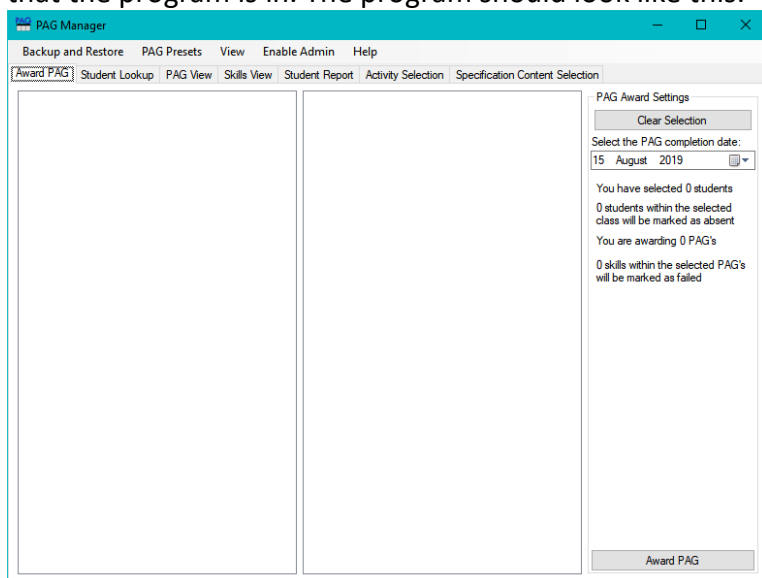 that the program is in. The program should look like this.
PAG Manager
Backup and Restore PAG Presets View Enable Admin Help
Award PAG Student Lookup PAG View Skills View Student Report Activity Selection Specification Content Selection
PAG Award Settings
Clear Selection
Select the PAG completion date:
15 August 2019
You have selected 0 students
0 students within the selected
class will be marked as absent
You are awarding 0 PAG's
0 skills within the selected PAG's
will be marked as failed
Award PAG